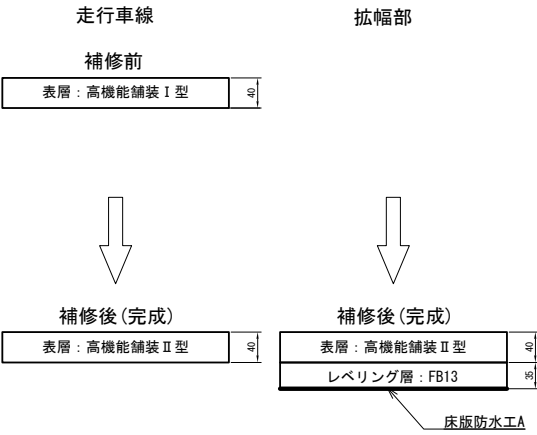 走行車線
拡幅部
補修前
表層：高機能舗装Ⅰ型
40
補修後(完成)
表層：高機能舗装Ⅱ型
40
補修後(完成)
表層：高機能舗装Ⅱ型
40
レベリング層：FB13
35
床版防水工A